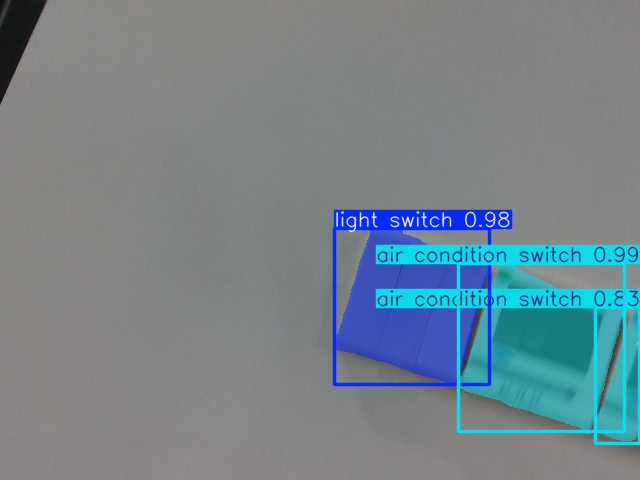 light switch 0.98
air condition switch 0.99
air condition switch 0.83